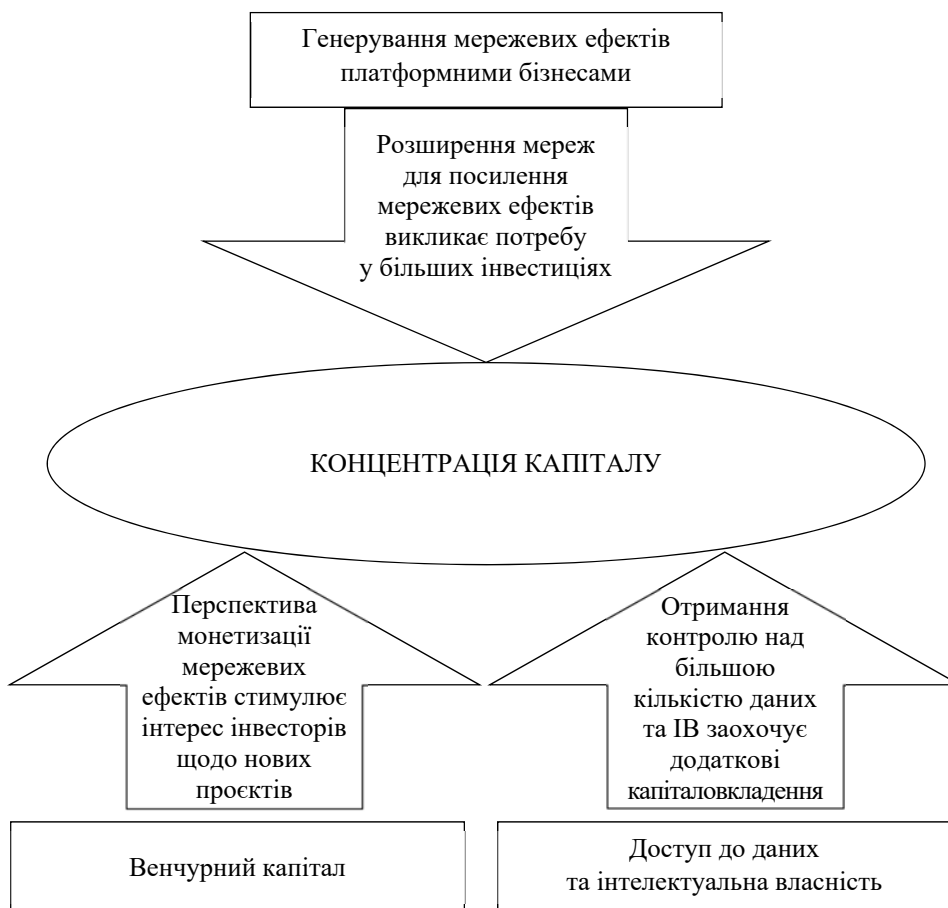 Генерування мережевих ефектів
платформними бізнесами
Розширення мереж
для посилення
мережевих ефектів
викликає потребу
у більших інвестиціях
КОНЦЕНТРАЦІЯ КАПІТАЛУ
Перспектива
монетизації
мережевих
ефектів стимулює
інтерес інвесторів
щодо нових
проєктів
Отримання
контролю над
більшою
кількістю даних
та ІВ заохочує
додаткові
капіталовкладення
Венчурний капітал
Доступ до даних
та інтелектуальна власність